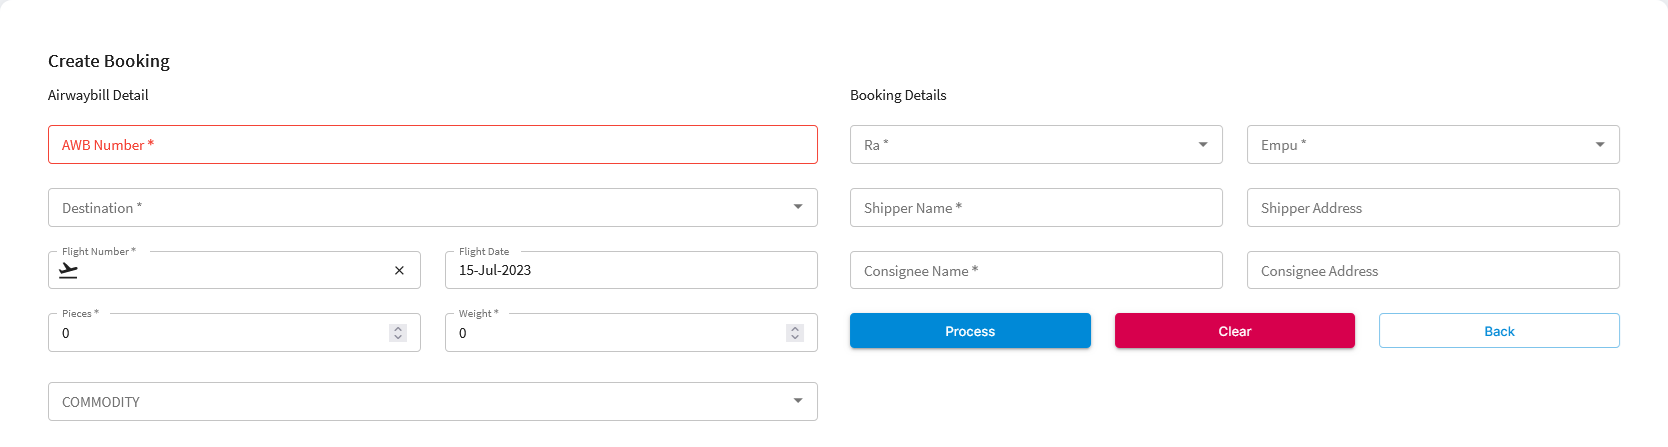 Create Booking
Airwaybill Detail
AWB Number *
Destination *
Flight Number *
Flight Date
15-Jul-2023
Pieces *
0
Weight *
0
COMMODITY
Booking Details
Ra *
Empu *
Shipper Name *
Shipper Address
Consignee Name *
Consignee Address
Process
Clear
Back